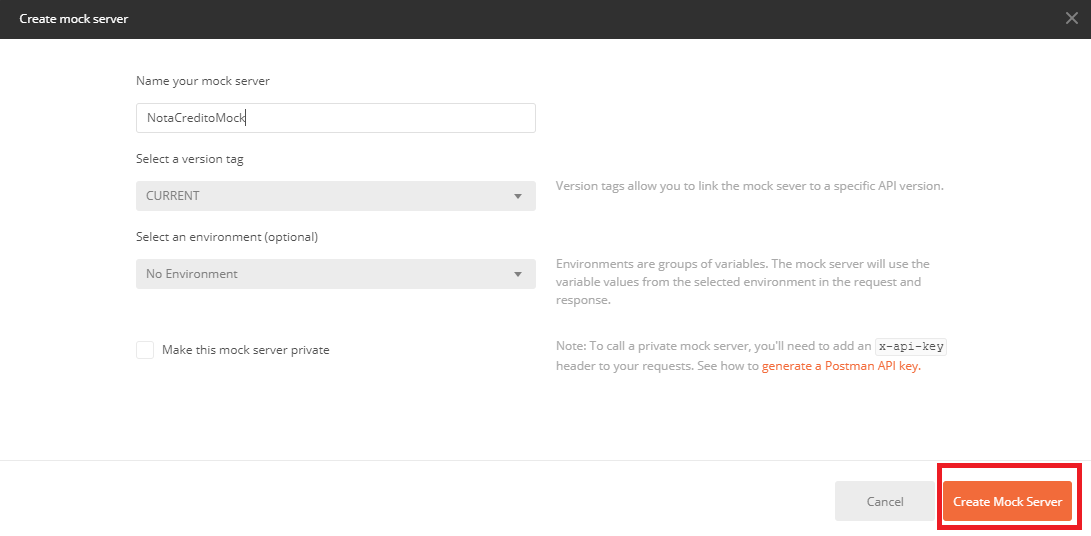 Create mock server
Name your mock server
NotaCreditoMock
Select a version tag
CURRENT
Version tags allow you to link the mock sever to a specific API version.
Select an environment (optional)
No Environment
Environments are groups of variables. The mock server will use the
variable values from the selected environment in the request and
response.
Make this mock server private
Note: To call a private mock server, you'll need to add an x-api-key
header to your requests. See how to generate a Postman API key.
Cancel
Create Mock Server